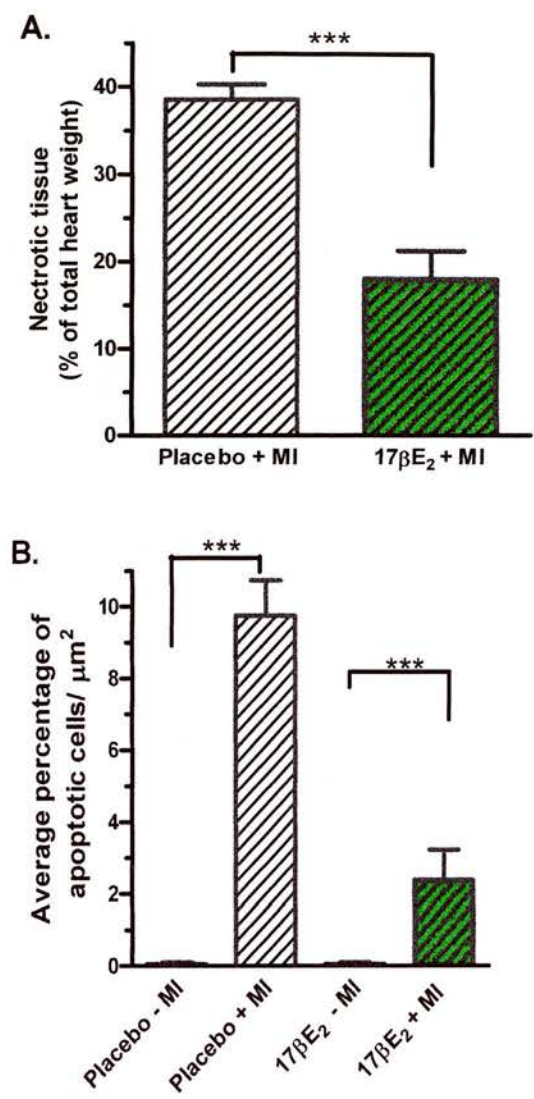 A.
***
Nectrotic tissue
(% of total heart weight)
40
30
20
10
0
Placebo + MI
17βE₂ + MI
B.
***
***
Average percentage of
apoptotic cells/ μm²
10
8
6
4
2
0
Placebo - MI
Placebo + MI
17βE₂ - MI
17βE₂ + MI